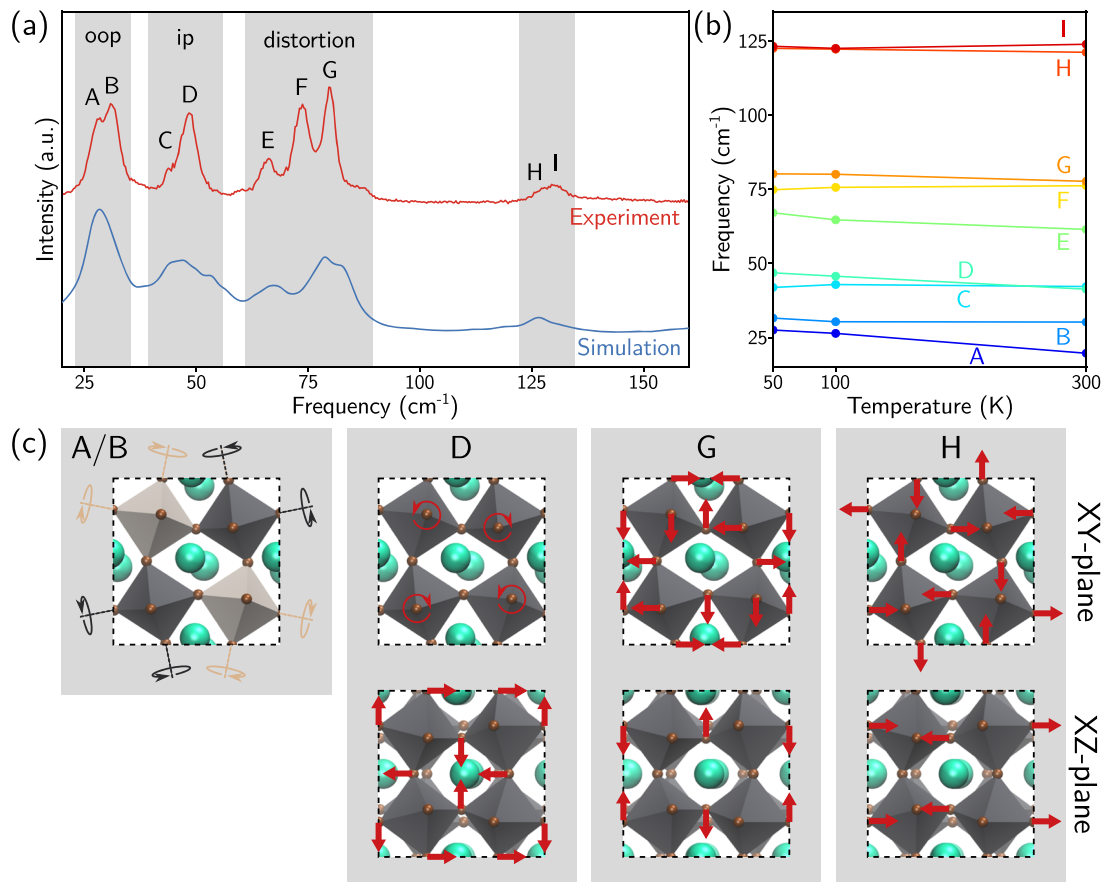 (a)
oop
ip
distortion
A
B
C
D
E
F
G
H
I
Experiment
Simulation
Intensity (a.u.)
25
50
75
100
125
150
Frequency (cm⁻¹)
(b)
125
100
75
50
25
Frequency (cm⁻¹)
I
H
G
F
E
D
C
B
A
50
100
300
Temperature (K)
(c)
A/B
D
G
H
XY-plane
XZ-plane